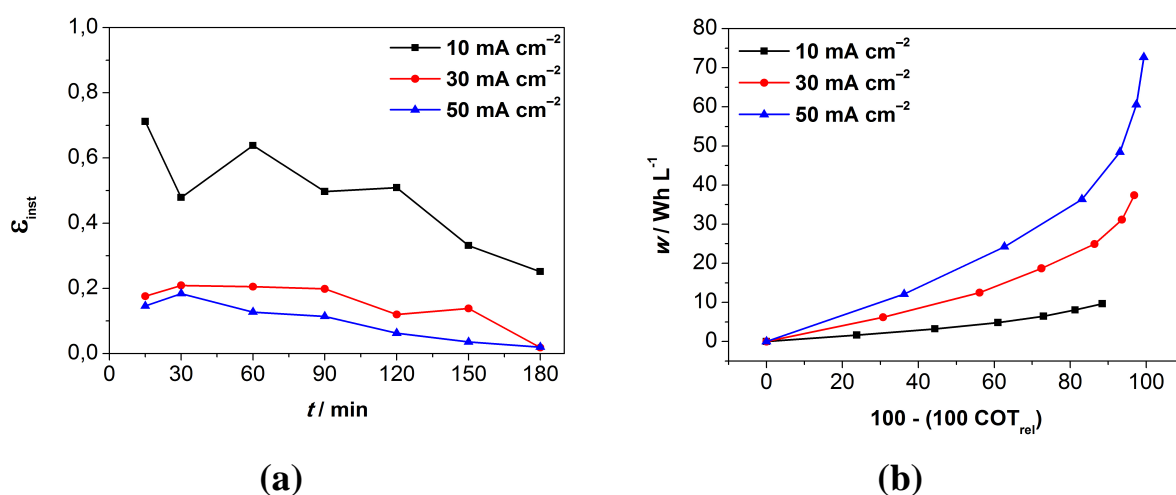 1,0
0,8
0,6
0,4
0,2
0,0
ε_inst
10 mA cm⁻²
30 mA cm⁻²
50 mA cm⁻²
0 30 60 90 120 150 180
t / min
(a)
80
70
60
50
40
30
20
10
0
w / Wh L⁻¹
10 mA cm⁻²
30 mA cm⁻²
50 mA cm⁻²
0 20 40 60 80 100
100 - (100 COT_rel)
(b)